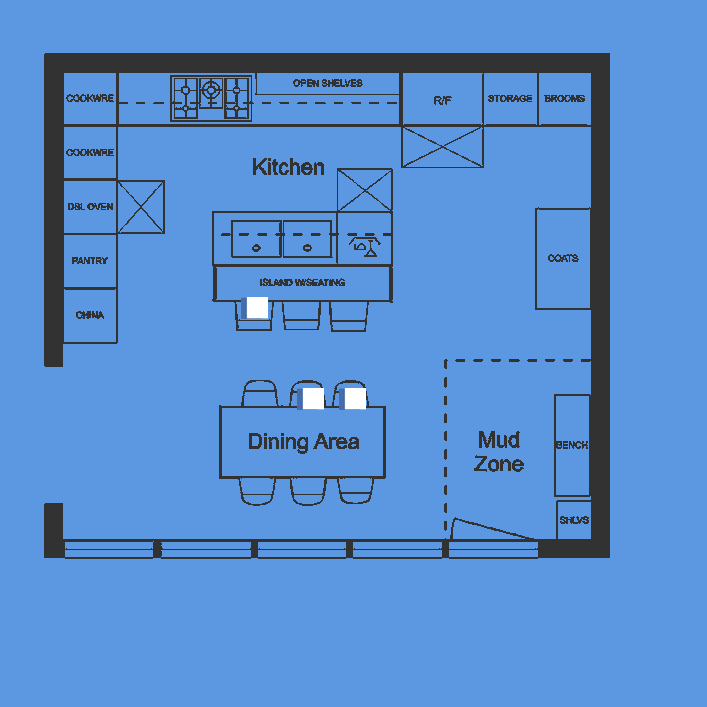 OPEN SHELVES
COOKWRE
R/F
STORAGE
BROOMS
COOKWRE
Kitchen
DBL OVEN
PANTRY
COATS
ISLAND W/SEATING
CHINA
Dining Area
Mud
Zone
BENCH
SHLVS